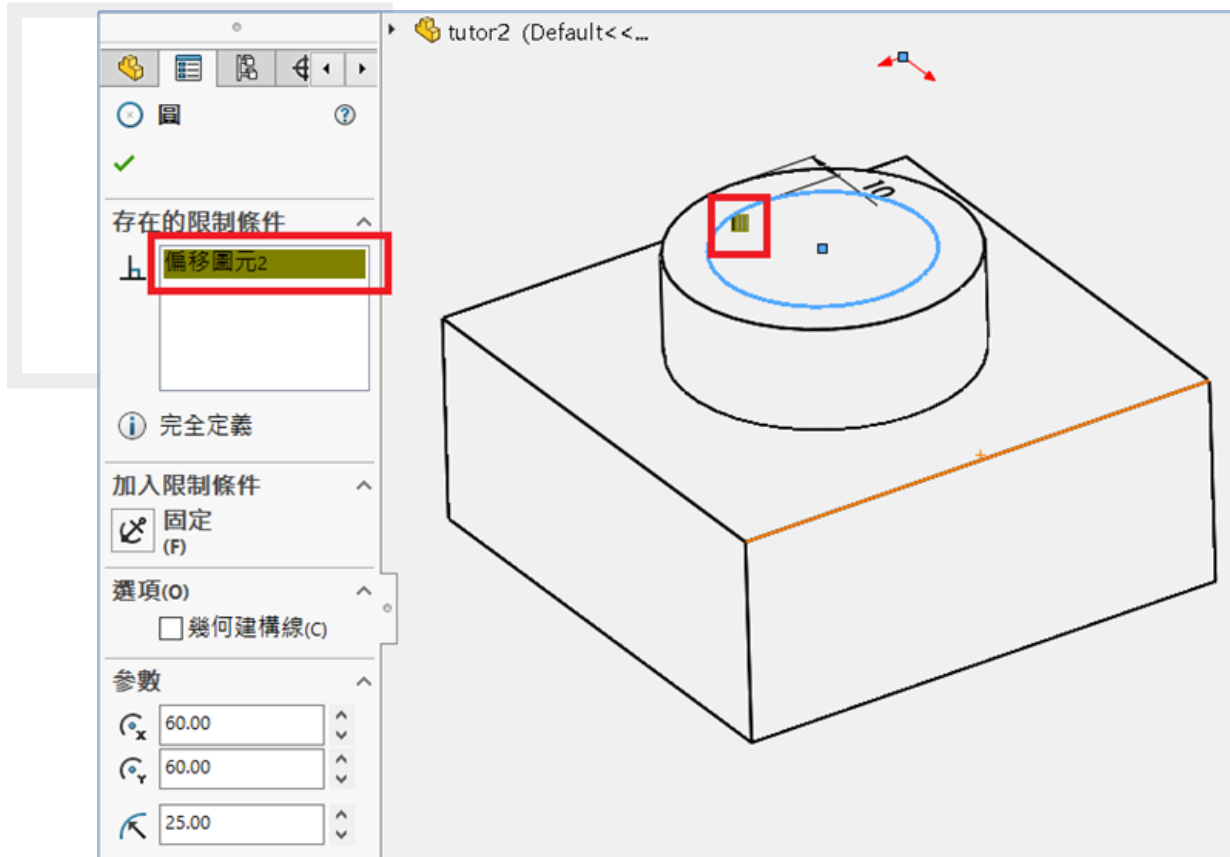 tutor2 (Default<<...
圓
存在的限制條件
偏移圖元2
完全定義
加入限制條件
固定
(F)
選項(O)
幾何建構線(C)
參數
60.00
60.00
25.00
10